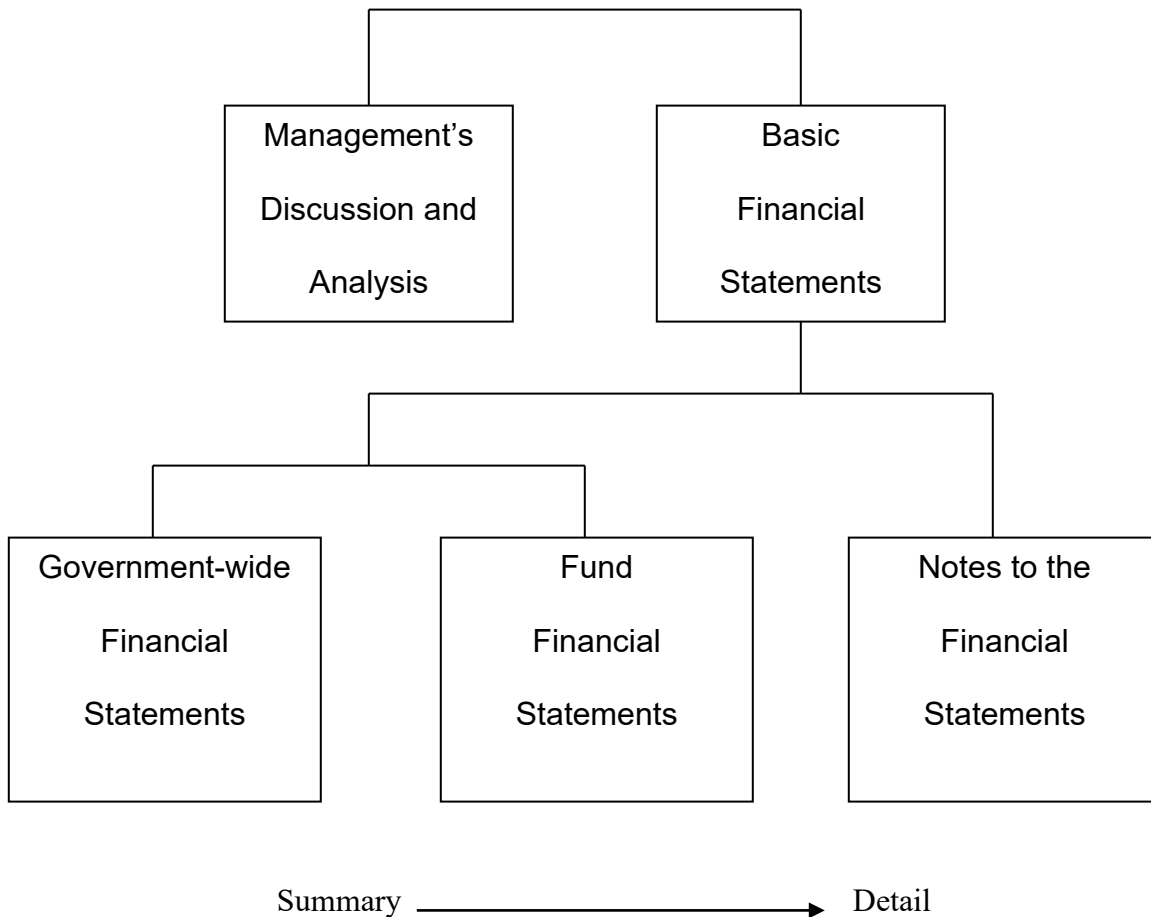 Management’s
Discussion and
Analysis
Basic
Financial
Statements
Government-wide
Financial
Statements
Fund
Financial
Statements
Notes to the
Financial
Statements
Summary
Detail